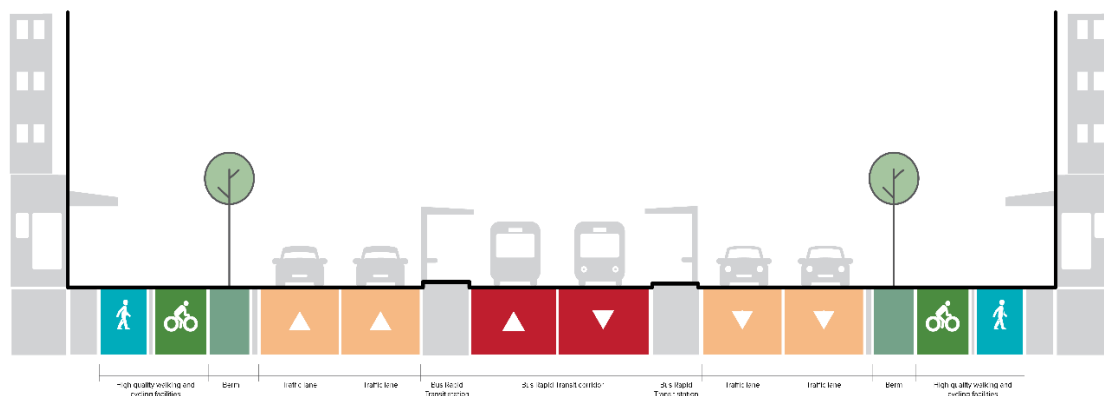 High quality walking and
cycling facilities
Berm
Traffic lane
Traffic lane
Bus Rapid
Transit station
Bus Rapid Transit corridor
Bus Rapid
Transit station
Traffic lane
Traffic lane
Berm
High quality walking and
cycling facilities